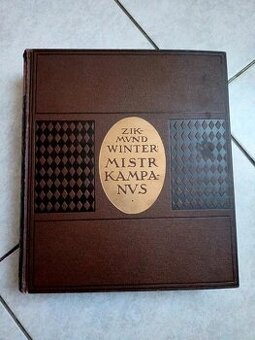 ZIK-
MVND
WINTER
MISTR
KAMPA-
NVS